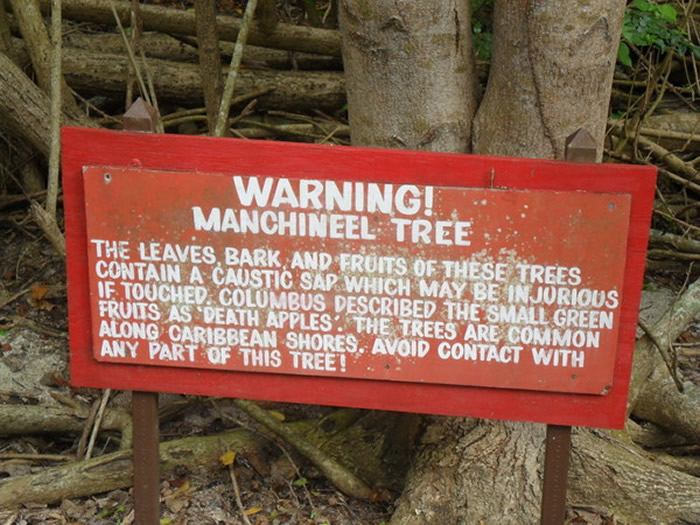 WARNING!
MANCHINEEL TREE
THE LEAVES, BARK AND FRUITS OF THESE TREES
CONTAIN A CAUSTIC SAP WHICH MAY BE INJURIOUS
IF TOUCHED. COLUMBUS DESCRIBED THE SMALL GREEN
FRUITS AS "DEATH APPLES". THE TREES ARE COMMON
ALONG CARIBBEAN SHORES. AVOID CONTACT WITH
ANY PART OF THIS TREE!